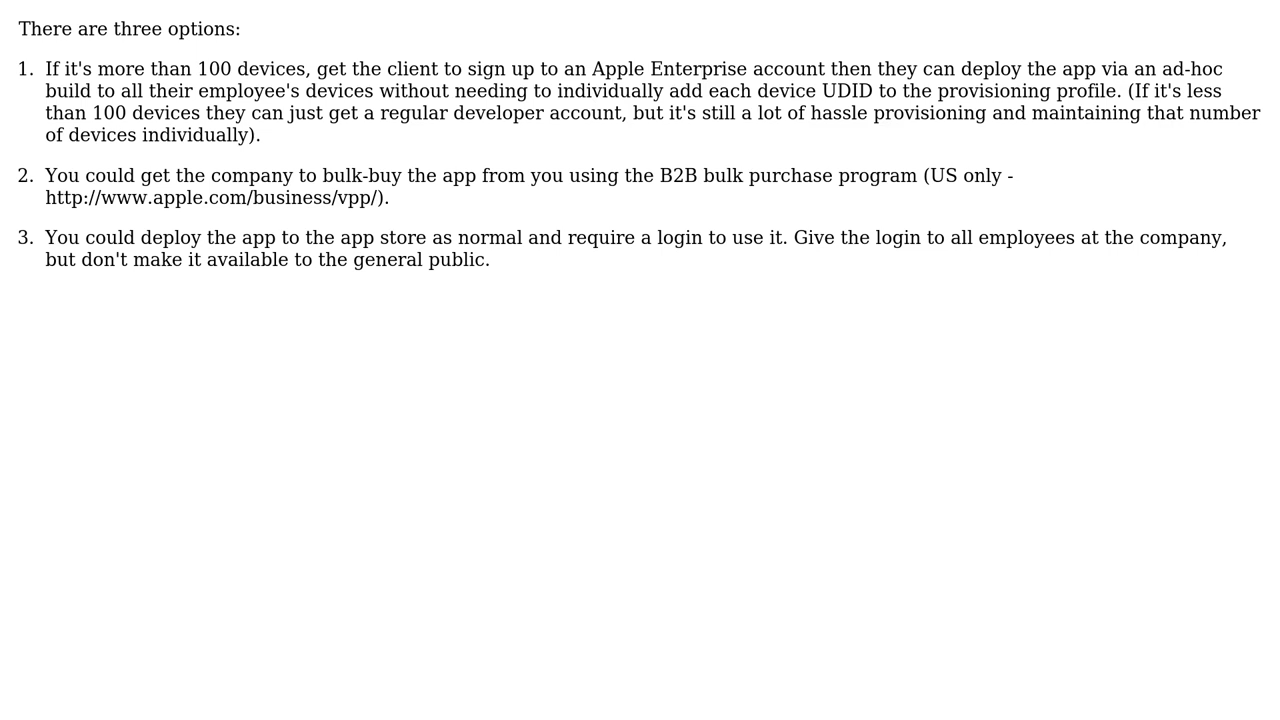 There are three options:
1. If it's more than 100 devices, get the client to sign up to an Apple Enterprise account then they can deploy the app via an ad-hoc
build to all their employee's devices without needing to individually add each device UDID to the provisioning profile. (If it's less
than 100 devices they can just get a regular developer account, but it's still a lot of hassle provisioning and maintaining that number
of devices individually).
2. You could get the company to bulk-buy the app from you using the B2B bulk purchase program (US only -
http://www.apple.com/business/vpp/).
3. You could deploy the app to the app store as normal and require a login to use it. Give the login to all employees at the company,
but don't make it available to the general public.